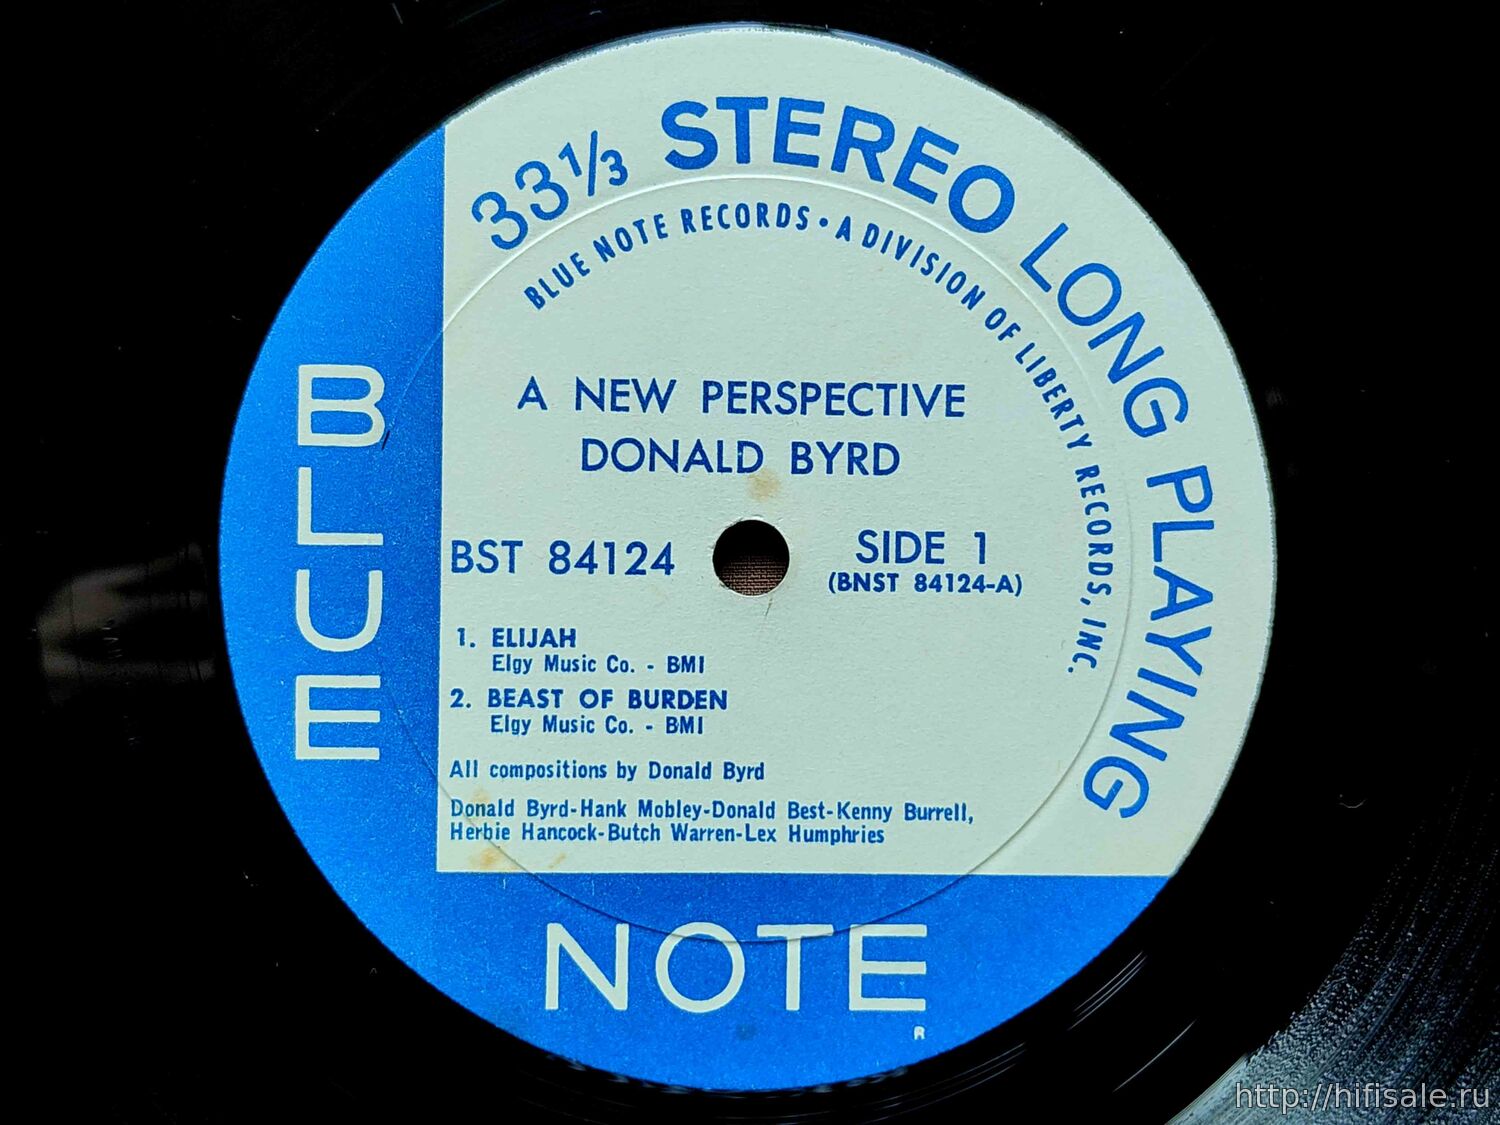 33 1/3 STEREO LONG PLAYING
BLUE NOTE RECORDS • A DIVISION OF LIBERTY RECORDS, INC.
A NEW PERSPECTIVE
DONALD BYRD
BST 84124
SIDE 1
(BNST 84124-A)
1. ELIJAH
Elgy Music Co. - BMI
2. BEAST OF BURDEN
Elgy Music Co. - BMI
All compositions by Donald Byrd
Donald Byrd-Hank Mobley-Donald Best-Kenny Burrell,
Herbie Hancock-Butch Warren-Lex Humphries
BLUE
NOTE
R
http://hifisale.ru